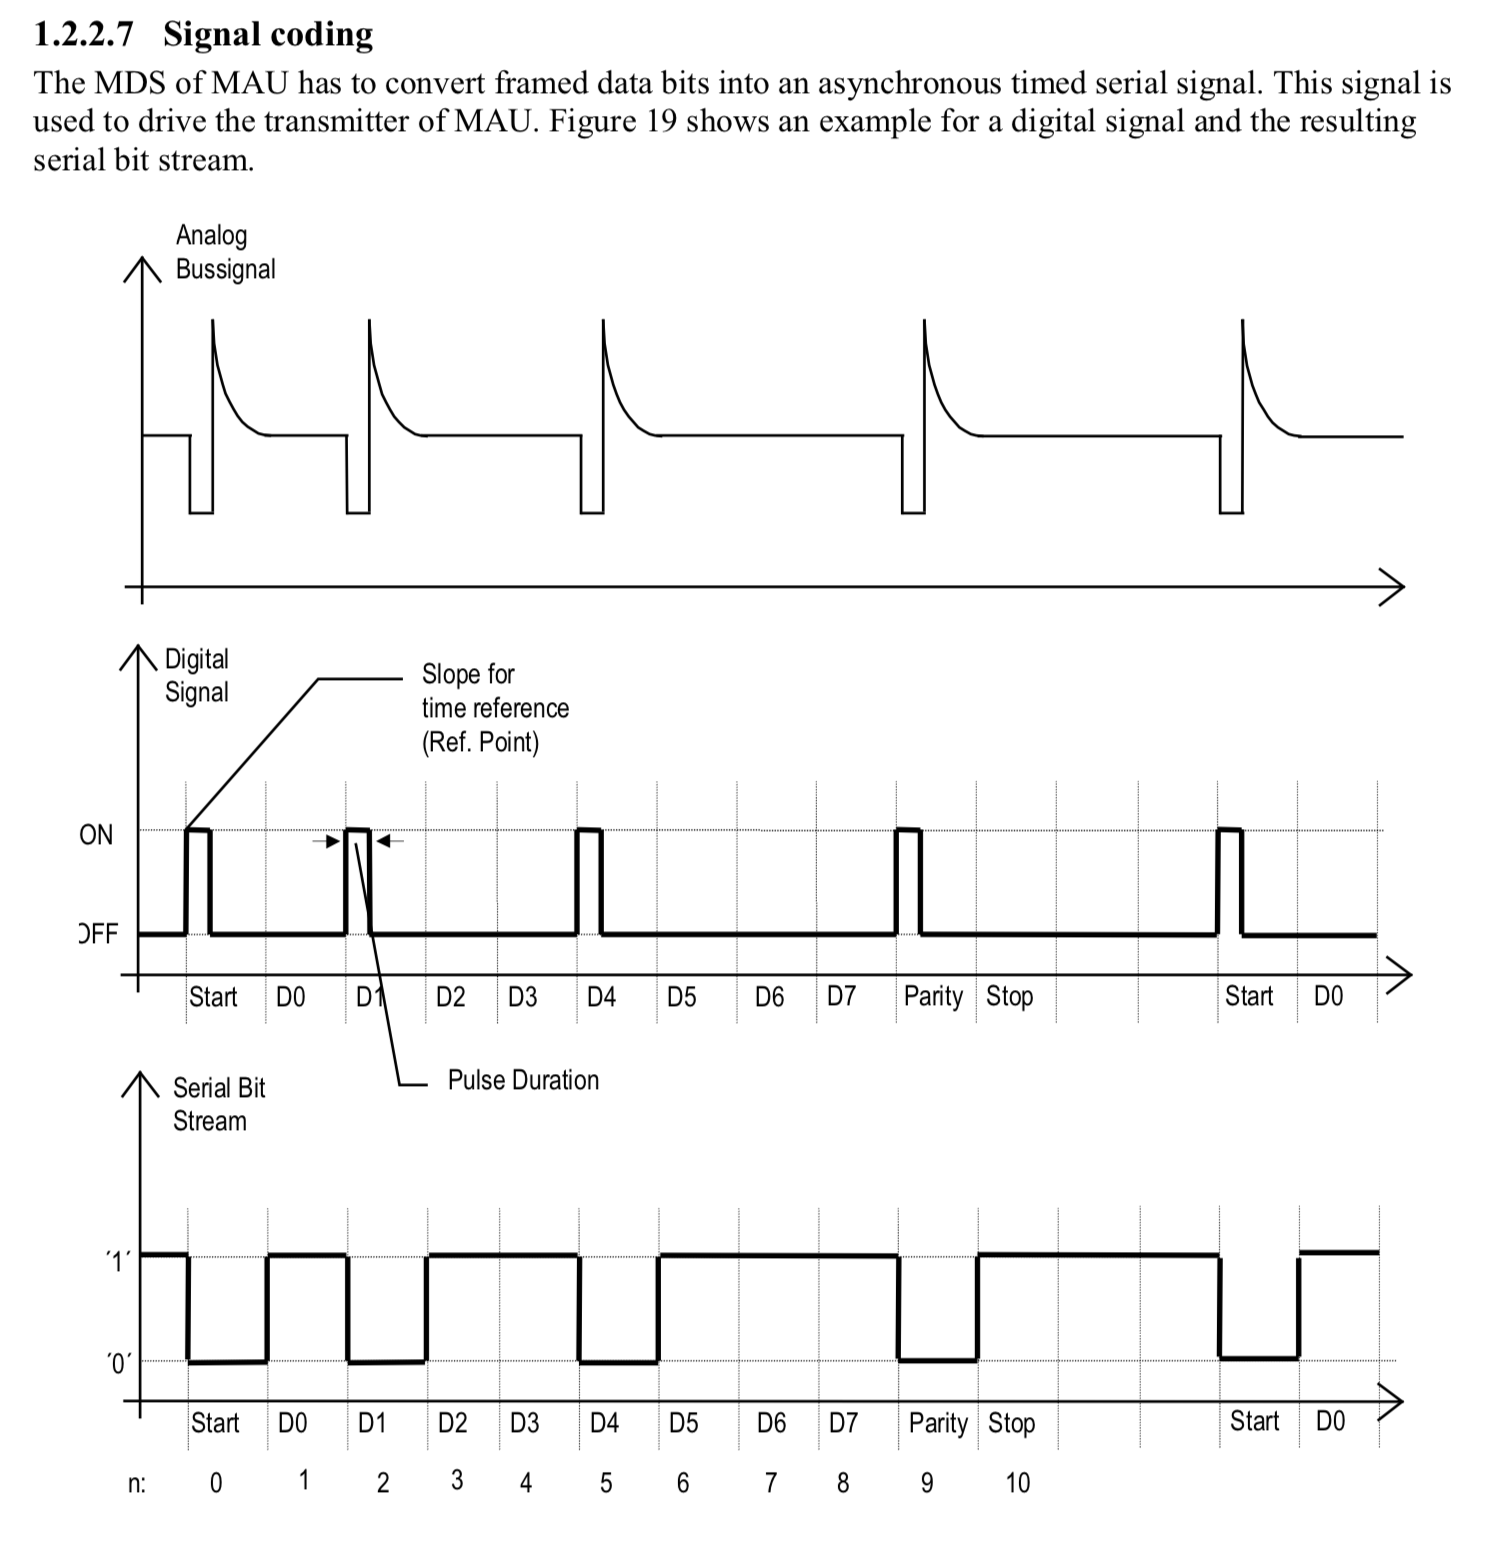 1.2.2.7 Signal coding
The MDS of MAU has to convert framed data bits into an asynchronous timed serial signal. This signal is
used to drive the transmitter of MAU. Figure 19 shows an example for a digital signal and the resulting
serial bit stream.
Analog
Bussignal
Digital
Signal
Slope for
time reference
(Ref. Point)
ON
OFF
Start D0 D1 D2 D3 D4 D5 D6 D7 Parity Stop Start D0
Pulse Duration
Serial Bit
Stream
´1´
´0´
Start D0 D1 D2 D3 D4 D5 D6 D7 Parity Stop Start D0
n: 0 1 2 3 4 5 6 7 8 9 10